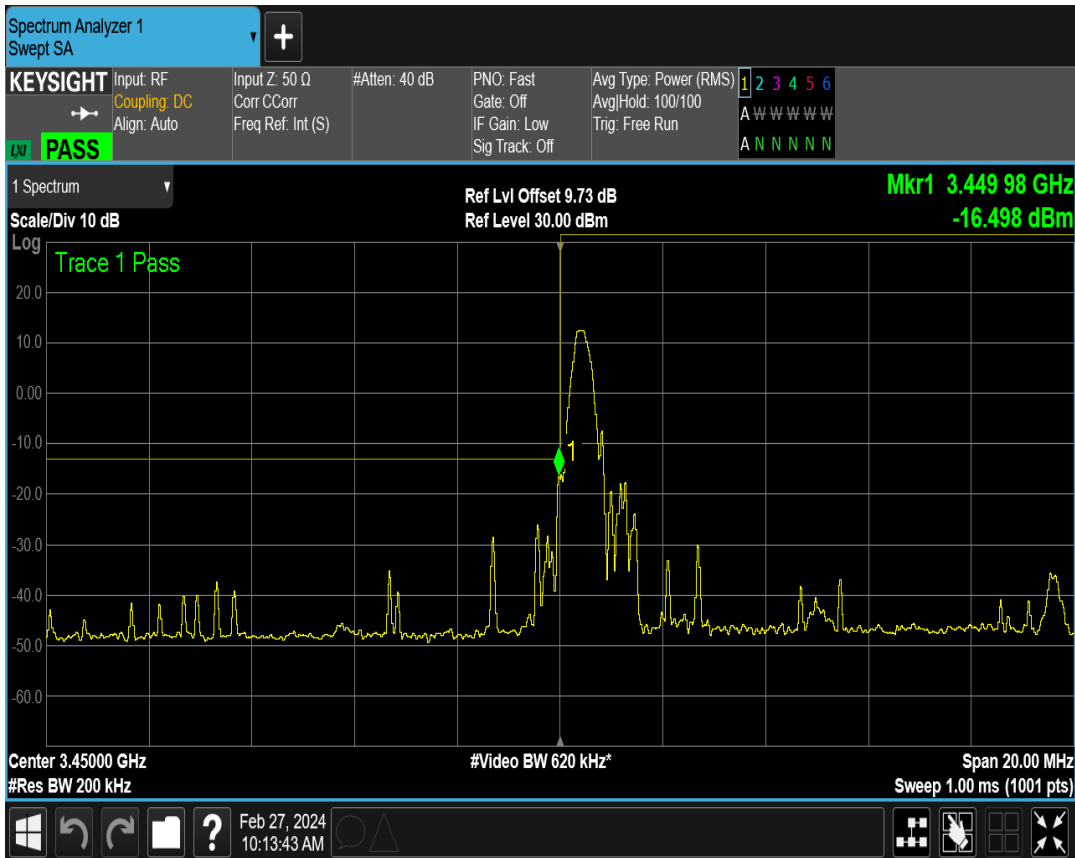 Spectrum Analyzer 1
Swept SA
+
KEYSIGHT
LXI PASS
Input: RF
Coupling: DC
Align: Auto
Input Z: 50 Ω
Corr CCorr
Freq Ref: Int (S)
#Atten: 40 dB
PNO: Fast
Gate: Off
IF Gain: Low
Sig Track: Off
Avg Type: Power (RMS)
Avg|Hold: 100/100
Trig: Free Run
1 2 3 4 5 6
A W W W W W
A N N N N N
1 Spectrum
Scale/Div 10 dB
Ref Lvl Offset 9.73 dB
Ref Level 30.00 dBm
Mkr1 3.449 98 GHz
-16.498 dBm
Log
Trace 1 Pass
20.0
10.0
0.00
-10.0
1
-20.0
-30.0
-40.0
-50.0
-60.0
Center 3.45000 GHz
#Res BW 200 kHz
#Video BW 620 kHz*
Span 20.00 MHz
Sweep 1.00 ms (1001 pts)
?
Feb 27, 2024
10:13:43 AM